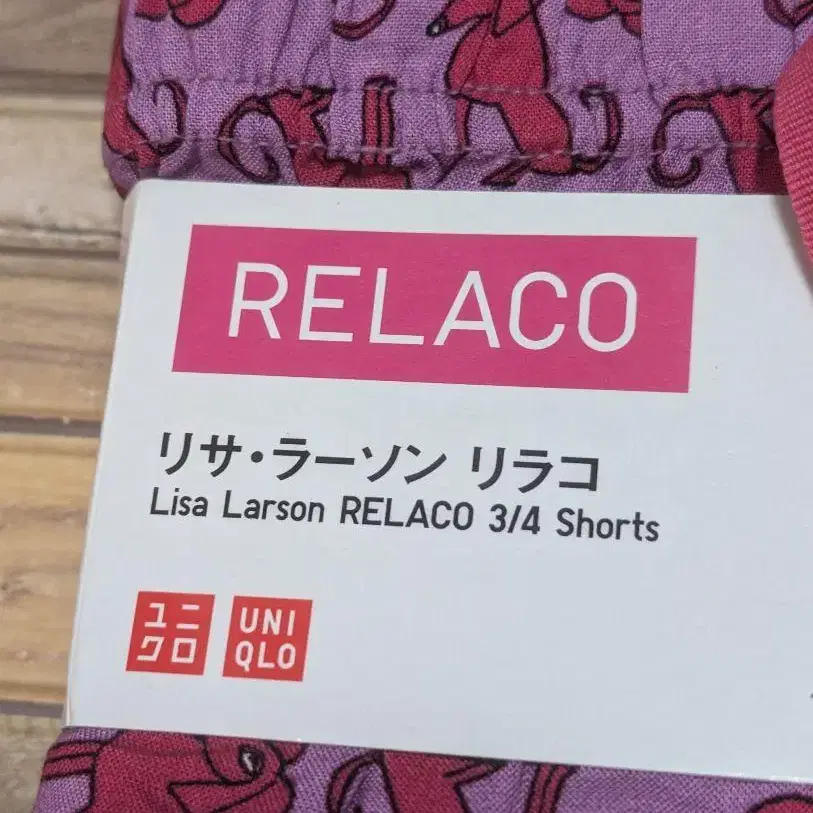 RELACO
リサ・ラーソン リラコ
Lisa Larson RELACO 3/4 Shorts
ユニ
クロ
UNI
QLO